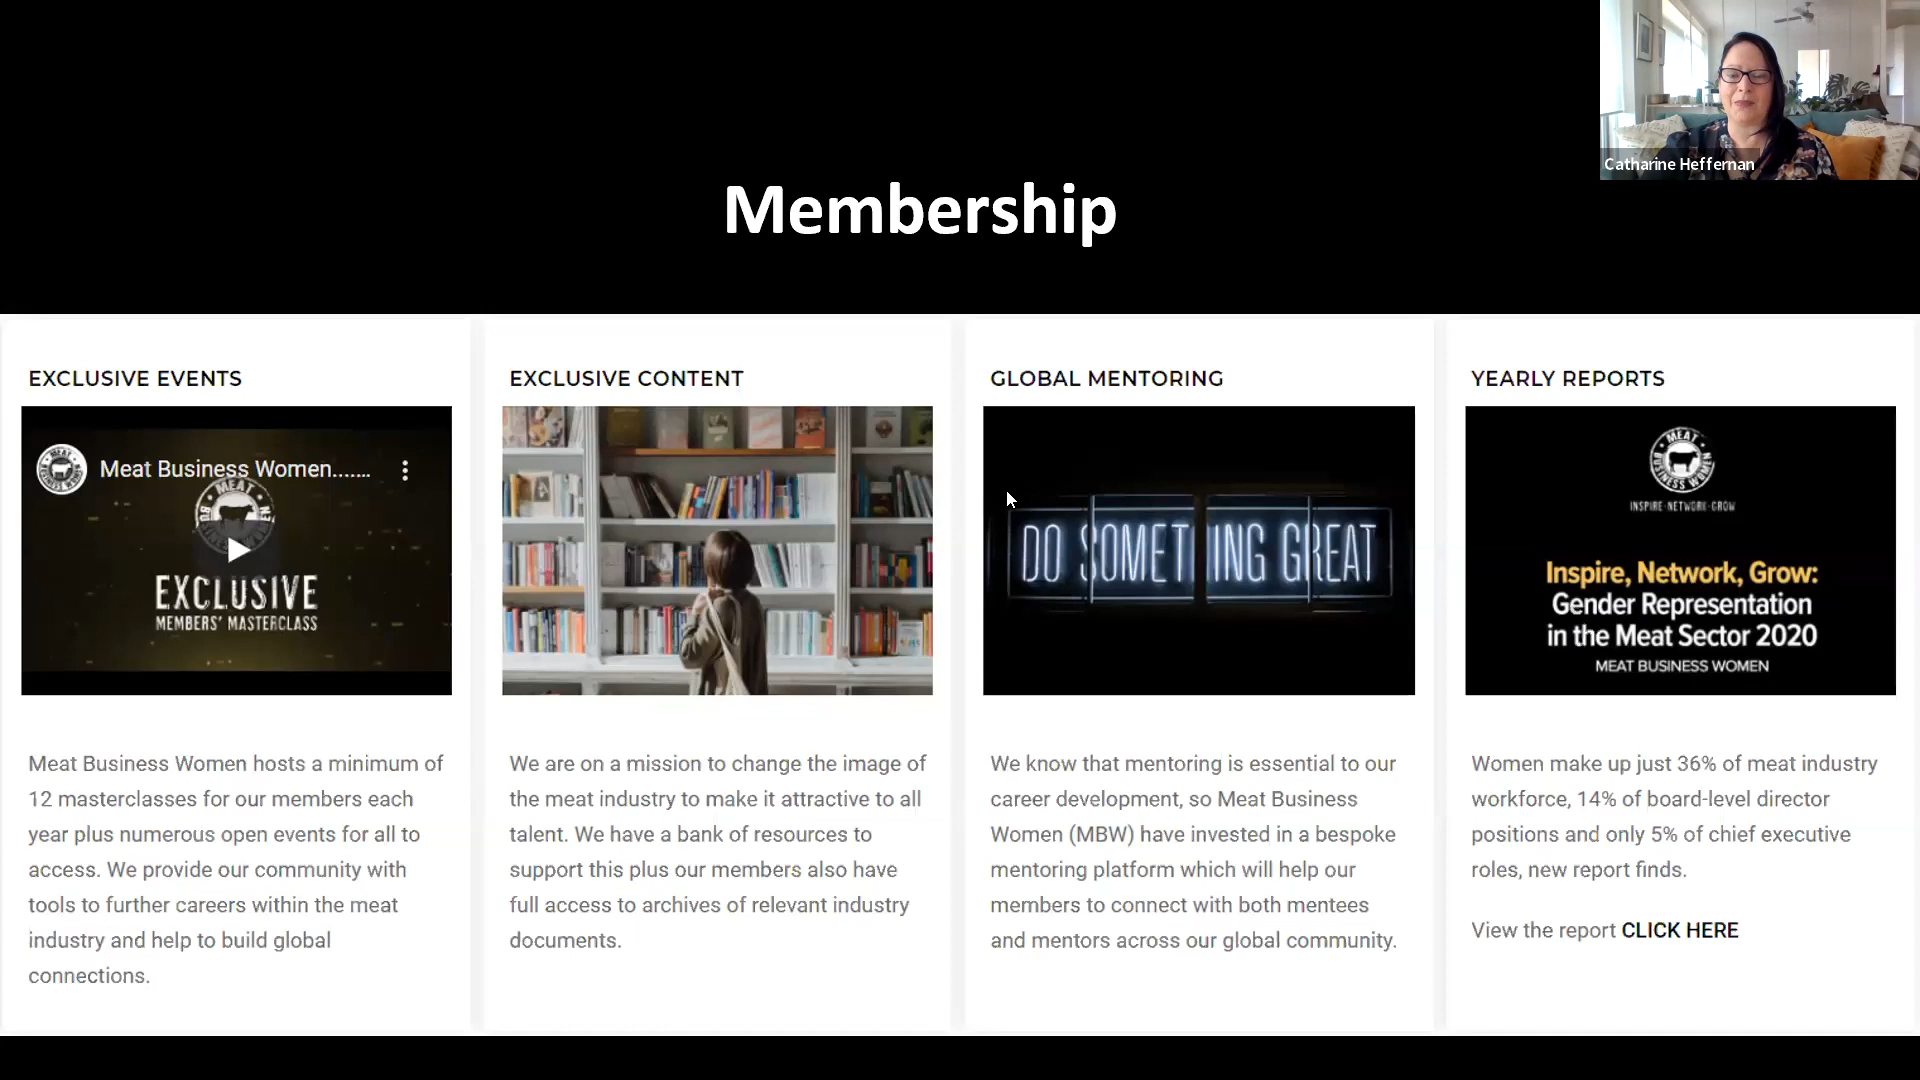 Catharine Heffernan
Membership
EXCLUSIVE EVENTS
Meat Business Women.......
MEAT
BUSINESS WOMEN
EXCLUSIVE
MEMBERS' MASTERCLASS
Meat Business Women hosts a minimum of
12 masterclasses for our members each
year plus numerous open events for all to
access. We provide our community with
tools to further careers within the meat
industry and help to build global
connections.
EXCLUSIVE CONTENT
We are on a mission to change the image of
the meat industry to make it attractive to all
talent. We have a bank of resources to
support this plus our members also have
full access to archives of relevant industry
documents.
GLOBAL MENTORING
DO SOMETHING GREAT
We know that mentoring is essential to our
career development, so Meat Business
Women (MBW) have invested in a bespoke
mentoring platform which will help our
members to connect with both mentees
and mentors across our global community.
YEARLY REPORTS
MEAT
BUSINESS WOMEN
INSPIRE·NETWORK·GROW
Inspire, Network, Grow:
Gender Representation
in the Meat Sector 2020
MEAT BUSINESS WOMEN
Women make up just 36% of meat industry
workforce, 14% of board-level director
positions and only 5% of chief executive
roles, new report finds.
View the report CLICK HERE